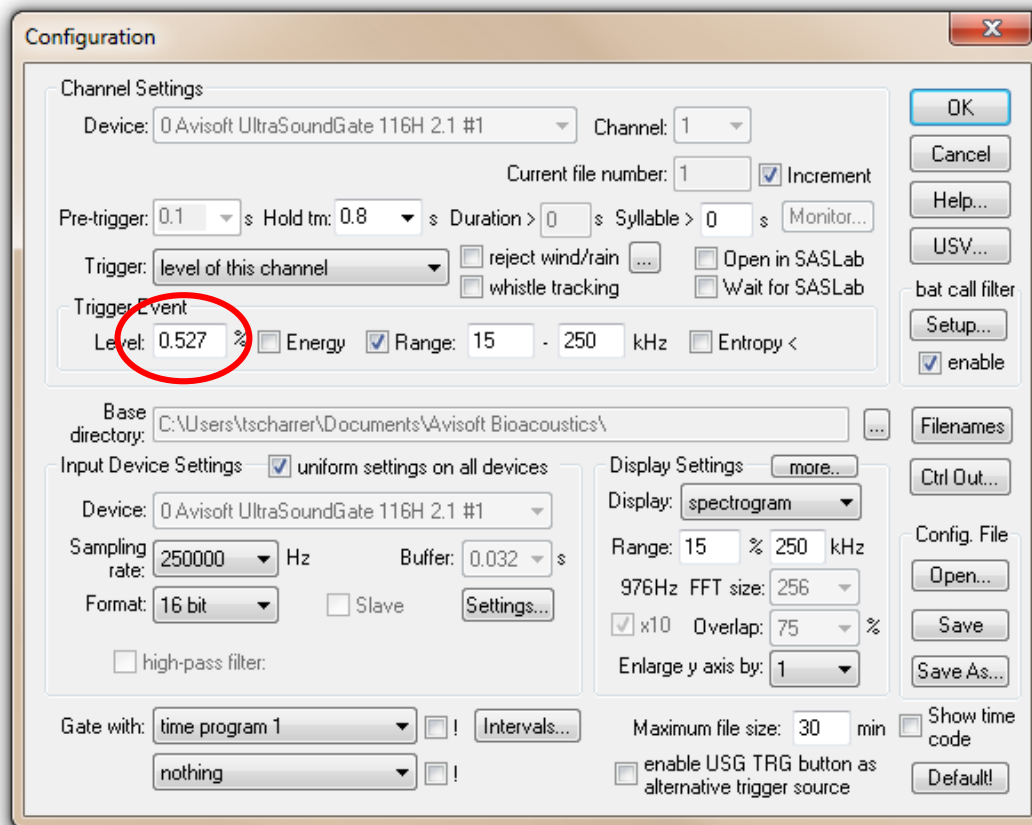 Configuration
Channel Settings
Device: 0 Avisoft UltraSoundGate 116H 2.1 #1 Channel: 1
Current file number: 1 Increment
Pre-trigger: 0.1 s Hold tm: 0.8 s Duration > 0 s Syllable > 0 s Monitor...
Trigger: level of this channel reject wind/rain ... Open in SASLab
whistle tracking Wait for SASLab
Trigger Event
Level: 0.527 % Energy Range: 15 - 250 kHz Entropy <
OK
Cancel
Help...
USV...
bat call filter
Setup...
enable
Base directory: C:\Users\tscharrer\Documents\Avisoft Bioacoustics\ ...
Filenames
Ctrl Out...
Input Device Settings uniform settings on all devices
Device: 0 Avisoft UltraSoundGate 116H 2.1 #1
Sampling rate: 250000 Hz Buffer: 0.032 s
Format: 16 bit Slave Settings...
high-pass filter:
Display Settings more..
Display: spectrogram
Range: 15 % 250 kHz
976Hz FFT size: 256
x10 Overlap: 75 %
Enlarge y axis by: 1
Config. File
Open...
Save
Save As...
Gate with: time program 1 ! Intervals...
nothing !
Maximum file size: 30 min
enable USG TRG button as
alternative trigger source
Show time
code
Default!